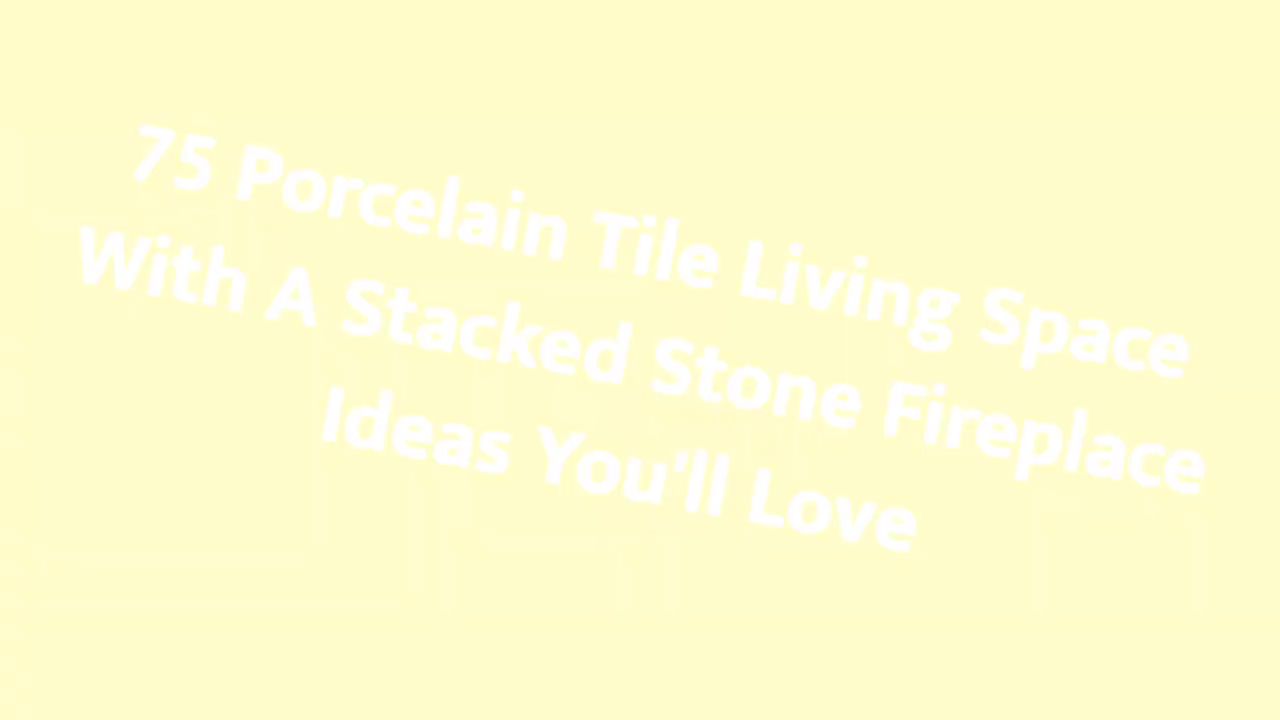 75 Porcelain Tile Living Space
With A Stacked Stone Fireplace
Ideas You'll Love